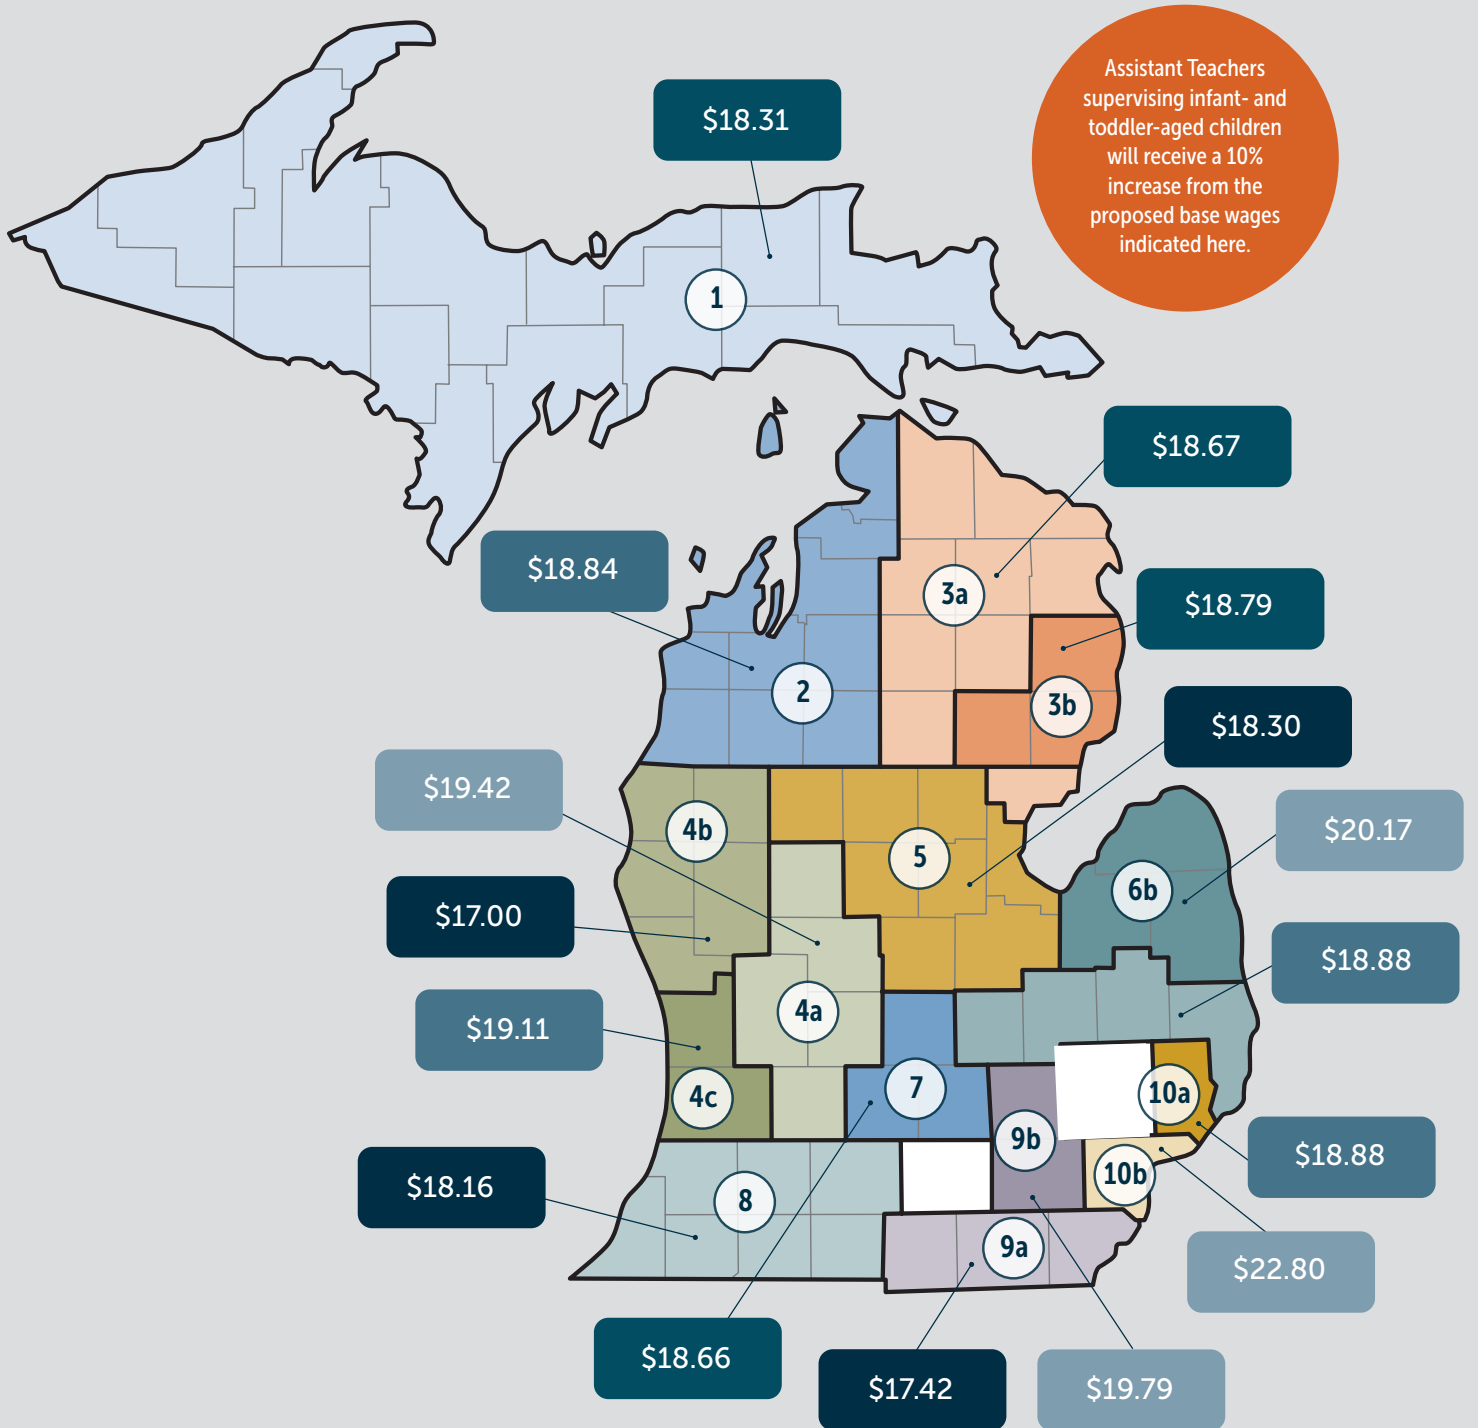 Assistant Teachers
supervising infant- and
toddler-aged children
will receive a 10%
increase from the
proposed base wages
indicated here.
$18.31
1
$18.67
$18.84
3a
$18.79
2
3b
$18.30
$19.42
4b
5
$20.17
6b
$17.00
$18.88
4a
$19.11
7
10a
4c
9b
$18.88
10b
$18.16
8
9a
$22.80
$18.66
$17.42
$19.79